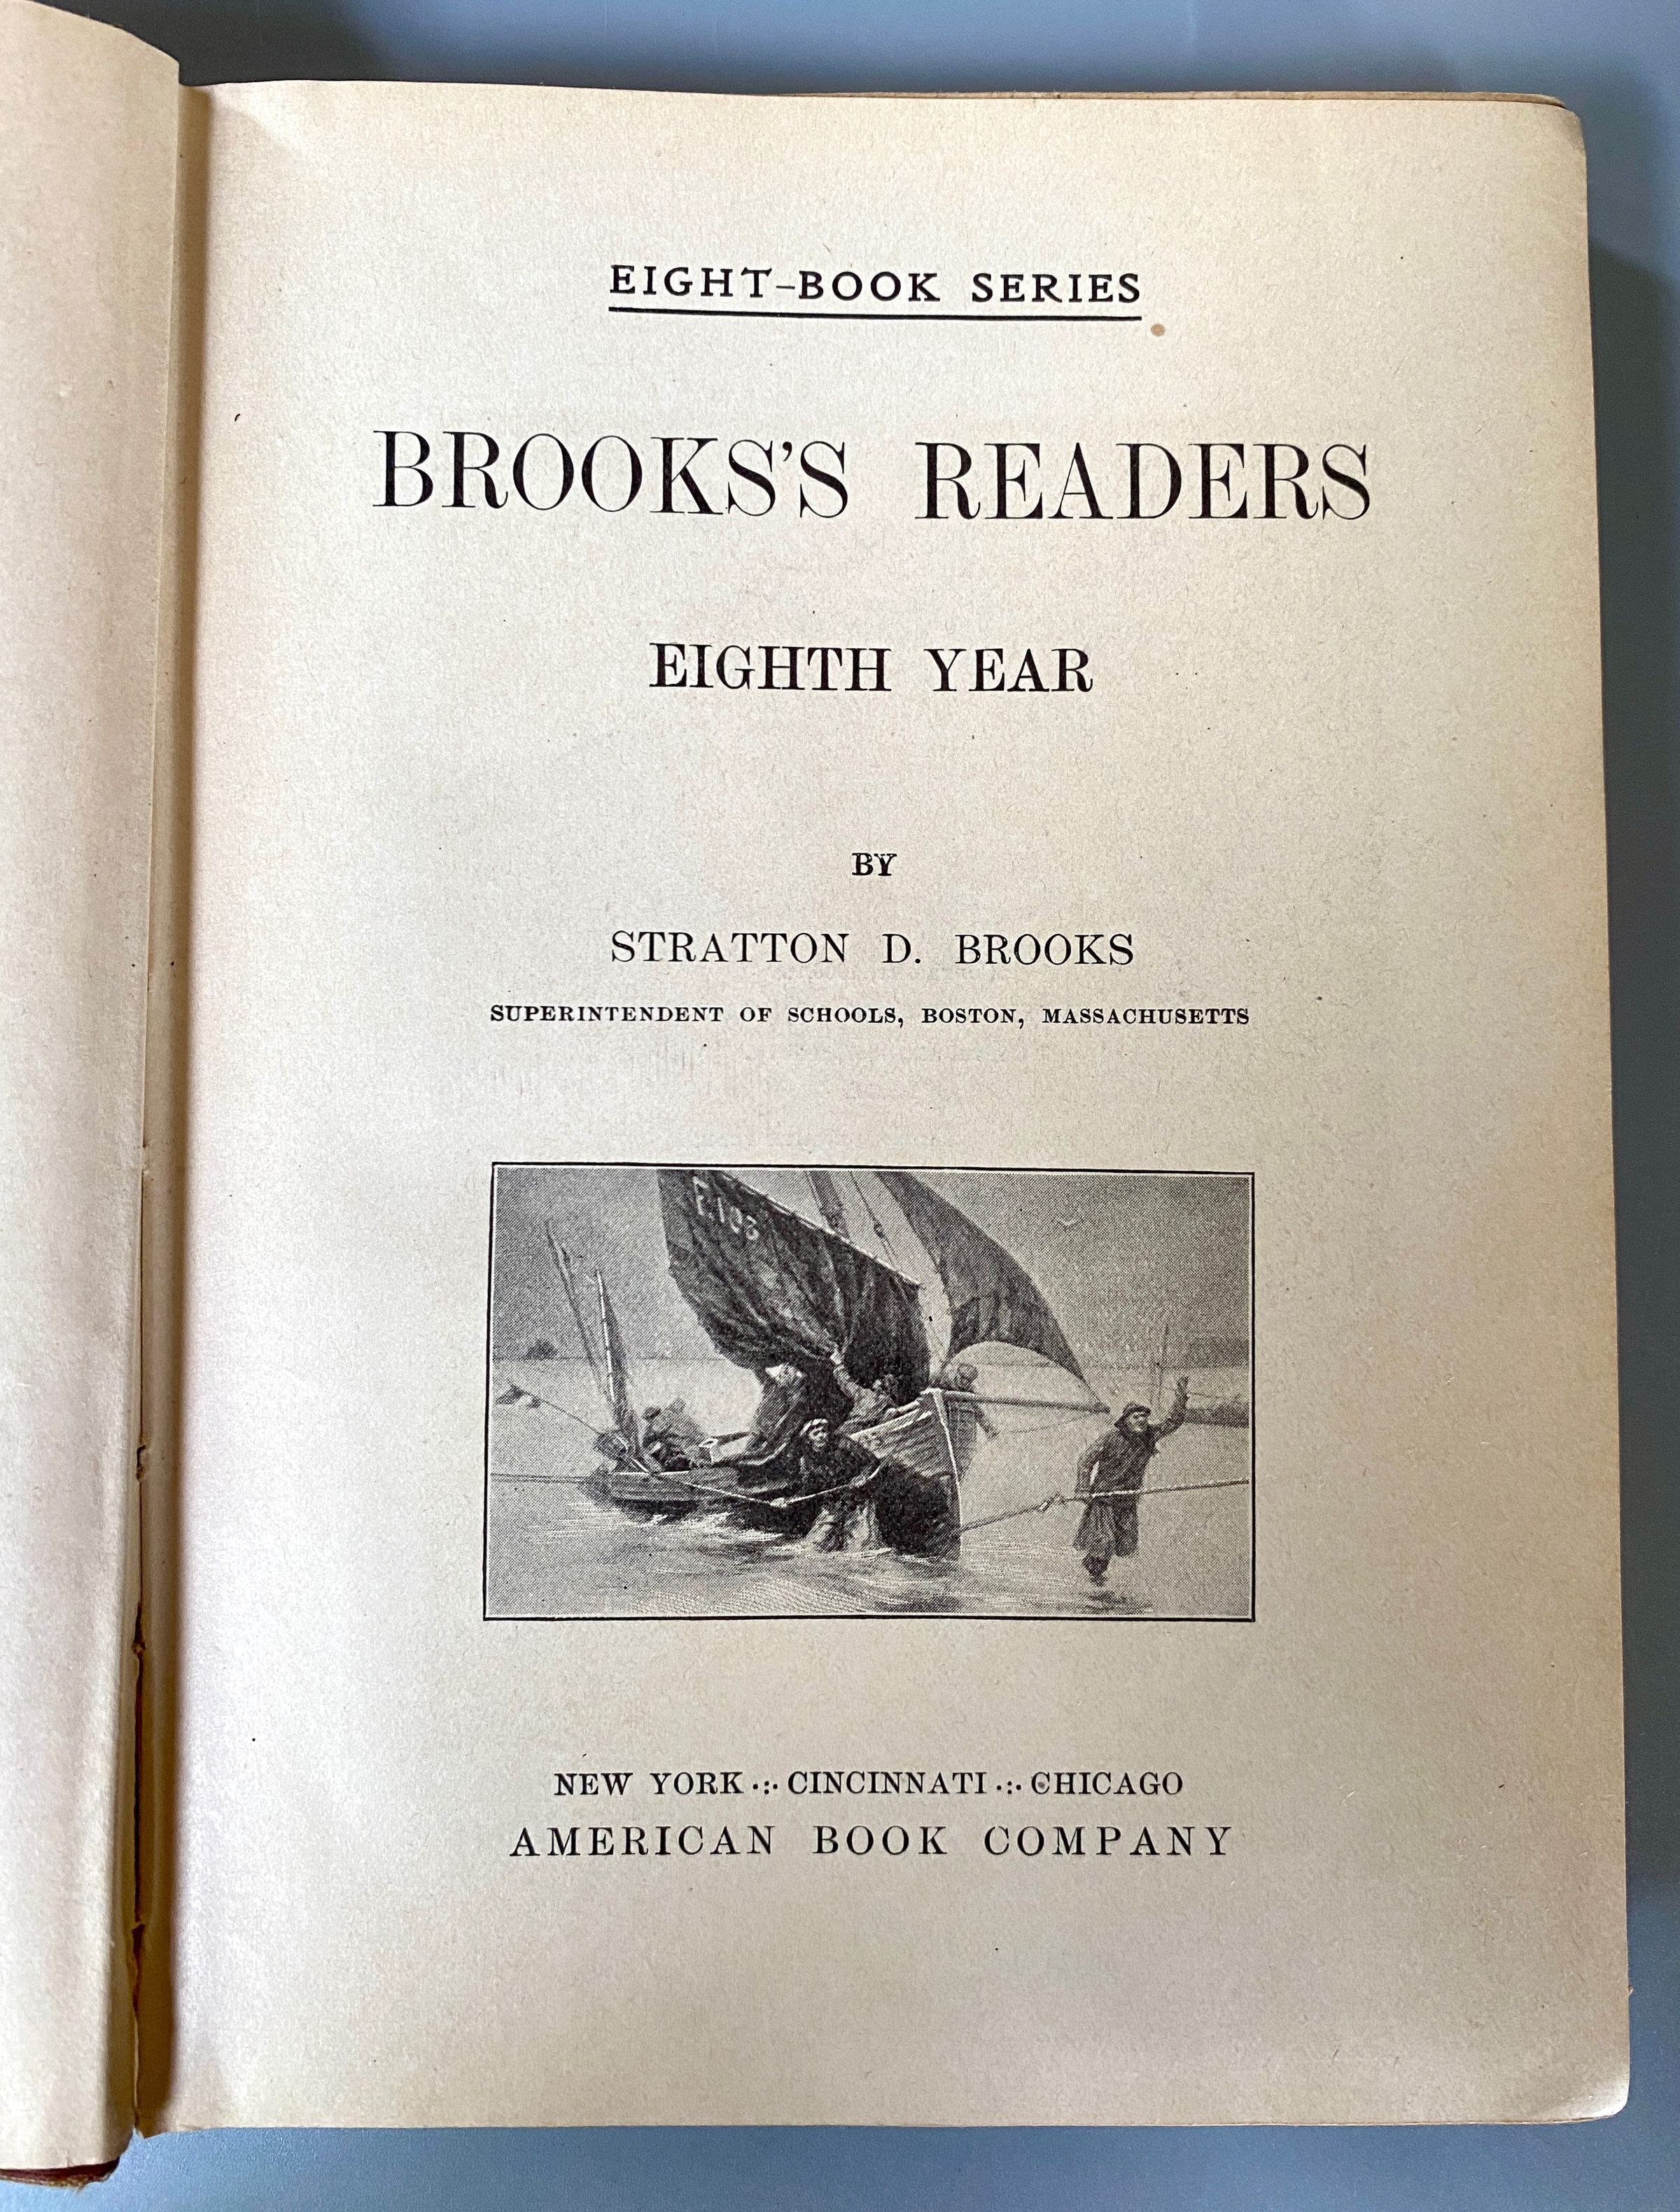 EIGHT-BOOK SERIES
BROOKS'S READERS
EIGHTH YEAR
BY
STRATTON D. BROOKS
SUPERINTENDENT OF SCHOOLS, BOSTON, MASSACHUSETTS
NEW YORK ·:· CINCINNATI ·:· CHICAGO
AMERICAN BOOK COMPANY